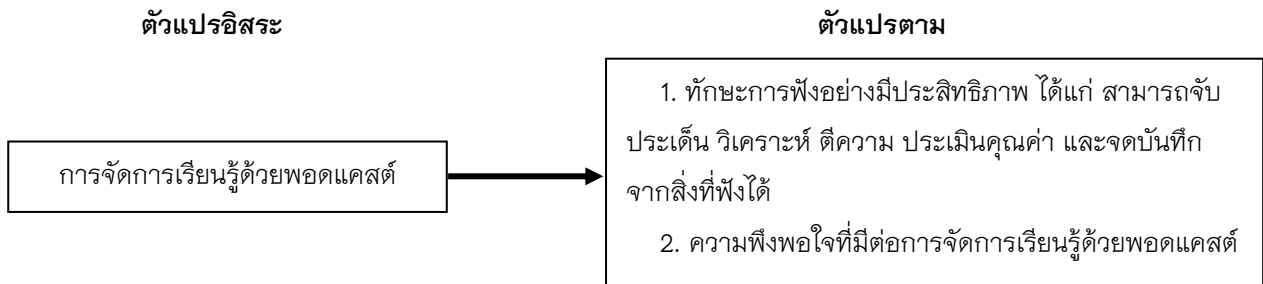 ตัวแปรอิสระ
ตัวแปรตาม
การจัดการเรียนรู้ด้วยพอดแคสต์
1. ทักษะการฟังอย่างมีประสิทธิภาพ ได้แก่ สามารถจับ
ประเด็น วิเคราะห์ ตีความ ประเมินคุณค่า และจดบันทึก
จากสิ่งที่ฟังได้
2. ความพึงพอใจที่มีต่อการจัดการเรียนรู้ด้วยพอดแคสต์